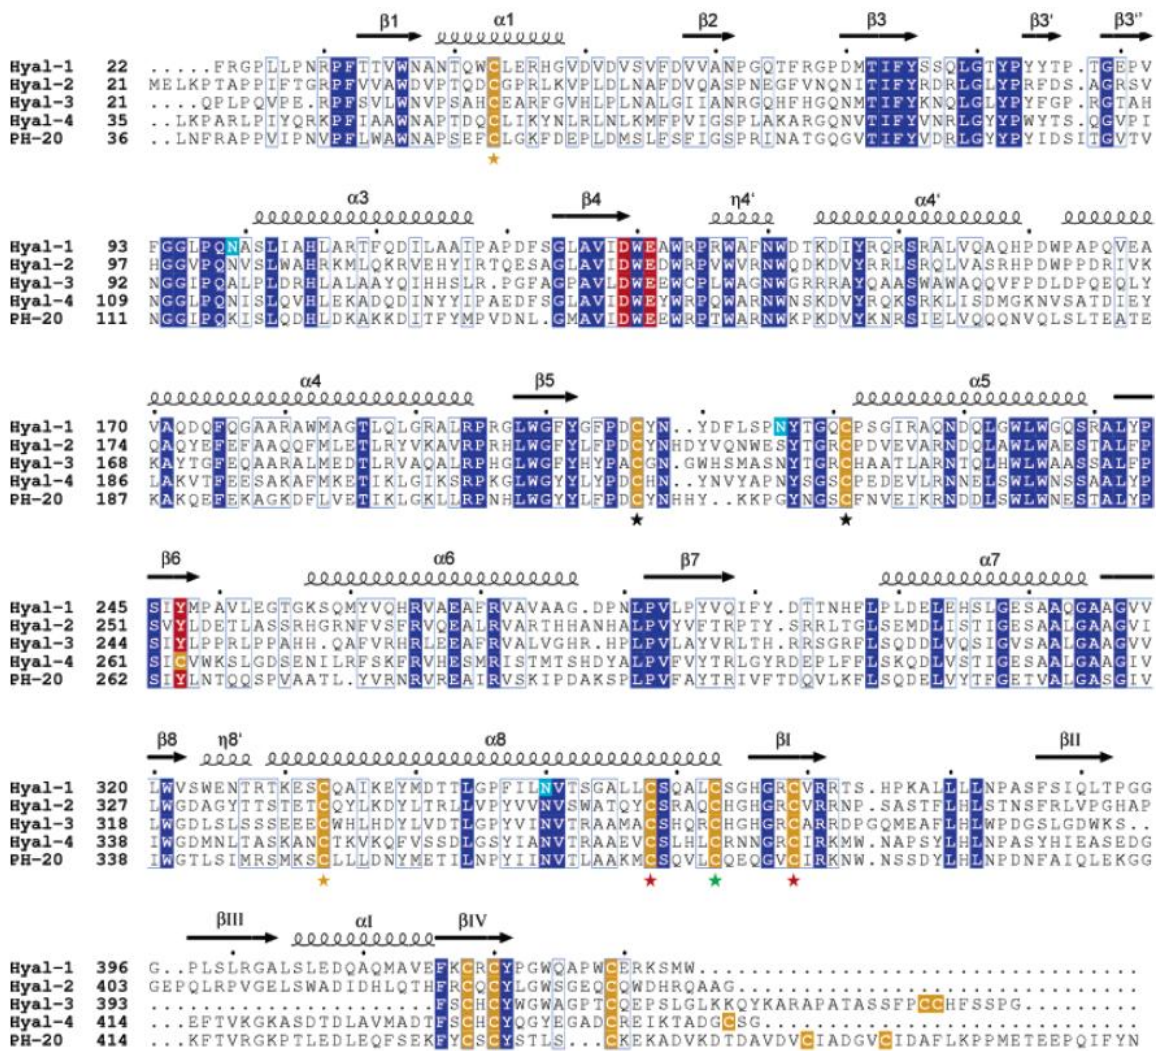 β1 α1 β2 β3 β3' β3''
Hyal-1 22 .....FRGPLLPNRPFTTVWNANTQWCLERHGVDVDVSVFDVVANPGQTFRGPDMTIFYSSQLGTYPYYTP.TGEPV
Hyal-2 21 MELKPTAPPIFTGRPFVVAWDVPTQDCGPRLKVPLDLNAFDVQASPNEGFVNQNITIFYRDRLGLYPRFDS.AGRSV
Hyal-3 21 ....QPLPQVPE.RPFSVLWNVPSAHCEARFGVHLPLNALGIIANRGQHFHGQNMTIFYKNQLGLYPYFGP.RGTAH
Hyal-4 35 ..LKPARLPIYQRKPFIAAWNAPTDQCLIKYNLRLNLKMFPVIGSPLAKARGQNVTIFYVNRLGYYPWYTS.QGVPI
PH-20 36 ..LNFRAPPVIPNVPFLWAWNAPSEFCLGKFDEPLDMSLFSFIGSPRINATGQGVTIFYVDRLGYYPYIDSITGVTV
α3 β4 η4' α4'
Hyal-1 93 FGGLPQNASLIAHLARTFQDILAAIPAPDFSGLAVIDWEAWRPRWAFNWDTKDIYRQRSRALVQAQHPDWPAPQVEA
Hyal-2 97 HGGVPQNVSLWAHRKMLQKRVEHYIRTQESAGLAVIDWEDWRPVWVRNWQDKDVYRRLSRQLVASRHPDWPPDRIVK
Hyal-3 92 NGGIPQALPLDRHLALAAYQIHHSLR.PGFAGPAVLDWEEWCPLWAGNWGRRRAYQAASWAWAQQVFPDLDPQEQLY
Hyal-4 109 NGGLPQNISLQVHLEKADQDINYYIPAEDFSGLAVIDWEYWRPQWARNWNSKDVYRQKSRKLISDMGKNVSATDIEY
PH-20 111 NGGIPQKISLQDHLDKAKKDITFYMPVDNL.GMAVIDWEEWRPTWARNWKPKDVYKNRSIELVQQQNVQLSLTEATE
α4 β5 α5
Hyal-1 170 VAQDQFQGAARAWMAGTLQLGRALRPRGLWGFYGFPDCYN..YDFLSPNYTGQCPSGIRAQNDQLGWLWGQSRALYP
Hyal-2 174 QAQYEFEFAAQQFMLETLRYVKAVRPRHLWGFYLFPDCYNHDYVQNWESYTGRCPDVEVARNDQLAWLWAESTALFP
Hyal-3 168 KAYTGFEQAARALMEDTLRVAQALRPHGLWGFYHYPACGN.GWHSMASNYTGRCHAATLARNTQLHWLWAASSALFP
Hyal-4 186 LAKVTFEESAKAFMKETIKLGIKSRPKGLWGYYLYPDCHN..YNVYAPNYSGSCPEDEVLRNNELSWLWNSSAALYP
PH-20 187 KAKQEFEKAGKDFLVETIKLGKLLRPNHLWGYYLFPDCYNHHY..KKPGYNGSCFNVEIKRNDDLSWLWNESTALYP
β6 α6 β7 α7
Hyal-1 245 SIYMPAVLEGTGKSQMYVQHRVAEAFRVAVAAG.DPNLPVLPYVQIFY.DTTNHFLPLDELEHSLGESAAQGAAGVV
Hyal-2 251 SVYLDETLASSRHGRNFVSFRVQEALRVARTHHANHALPVYVFTRPTY.SRRLTGLSEMDLISTIGESAALGAAGVI
Hyal-3 244 SIYLPPRLPPAHH.QAFVRHRLEEAFRVALVGHR.HPLPVLAYVRLTH.RRSGRFLSQDDLVQSIGVSAALGAAGVV
Hyal-4 261 SICVWKSLGDSENILRFSKFRVHESMRISTMTSHDYALPVFVYTRLGYRDEPLFFLSKQDLVSTIGESAALGAAGIV
PH-20 262 SIYLNTQQSPVAATL.YVRNRVREAIRVSKIPDAKSPLPVFAYTRIVFTDQVLKFLSQDELVYTFGETVALGASGIV
β8 η8' α8 βI βII
Hyal-1 320 LWVSWENTRTKESCQAIKEYMDTTLGPFILNVTSGALLCSQALCSGHGRCVRRTS.HPKALLLLNPASFSIQLTPGG
Hyal-2 327 LWGDAGYTTSTETCQYLKDYLTRLLVPYVVNVSWATQYCSRAQCHGHGRCVRRNP.SASTFLHLSTNSFRLVPGHAP
Hyal-3 318 LWGDLSLSSSEEECWHLHDYLVDTLGPYVINVTRAAMACSHQRCHGHGRCARRDPGQMEAFLHLWPDGSLGDWKS..
Hyal-4 338 IWGDMNLTASKANCTKVKQFVSSDLGSYIANVTRAAEVCSLHLCRNNGRCIRKMW.NAPSYLHLNPASYHIEASEDG
PH-20 338 IWGTLSIMRSMKSCLLLDNYMETILNPYIINVTLAAKMCSQVLCQEQGVCIRKMW.NSSDYLHLNPDNFAIQLEKGG
βIII αI βIV
Hyal-1 396 G..PLSLRGALSLEDQAQMAVEFKCRCYPGWQAPWCERKSMW..................................
Hyal-2 403 GEPQLRPVGELSWADIDHLQTHFRCQCYLGWSGEQCQWDHRQAAG...............................
Hyal-3 393 ......................FSCHCYWGWAGPTCQEPSLGLKKQYKARAPATASSFPCCHFSSPG.........
Hyal-4 414 ...EFTVKGKASDTDLAVMADTFSCHCYQGYEGADCREIKTADGCSG.............................
PH-20 414 ...KFTVRGKPTLEDLEQFSEKFYCSCYSTLS...CKEKADVKDTDAVDVCIADGVCIDAFLKPPMETEEPQIFYN